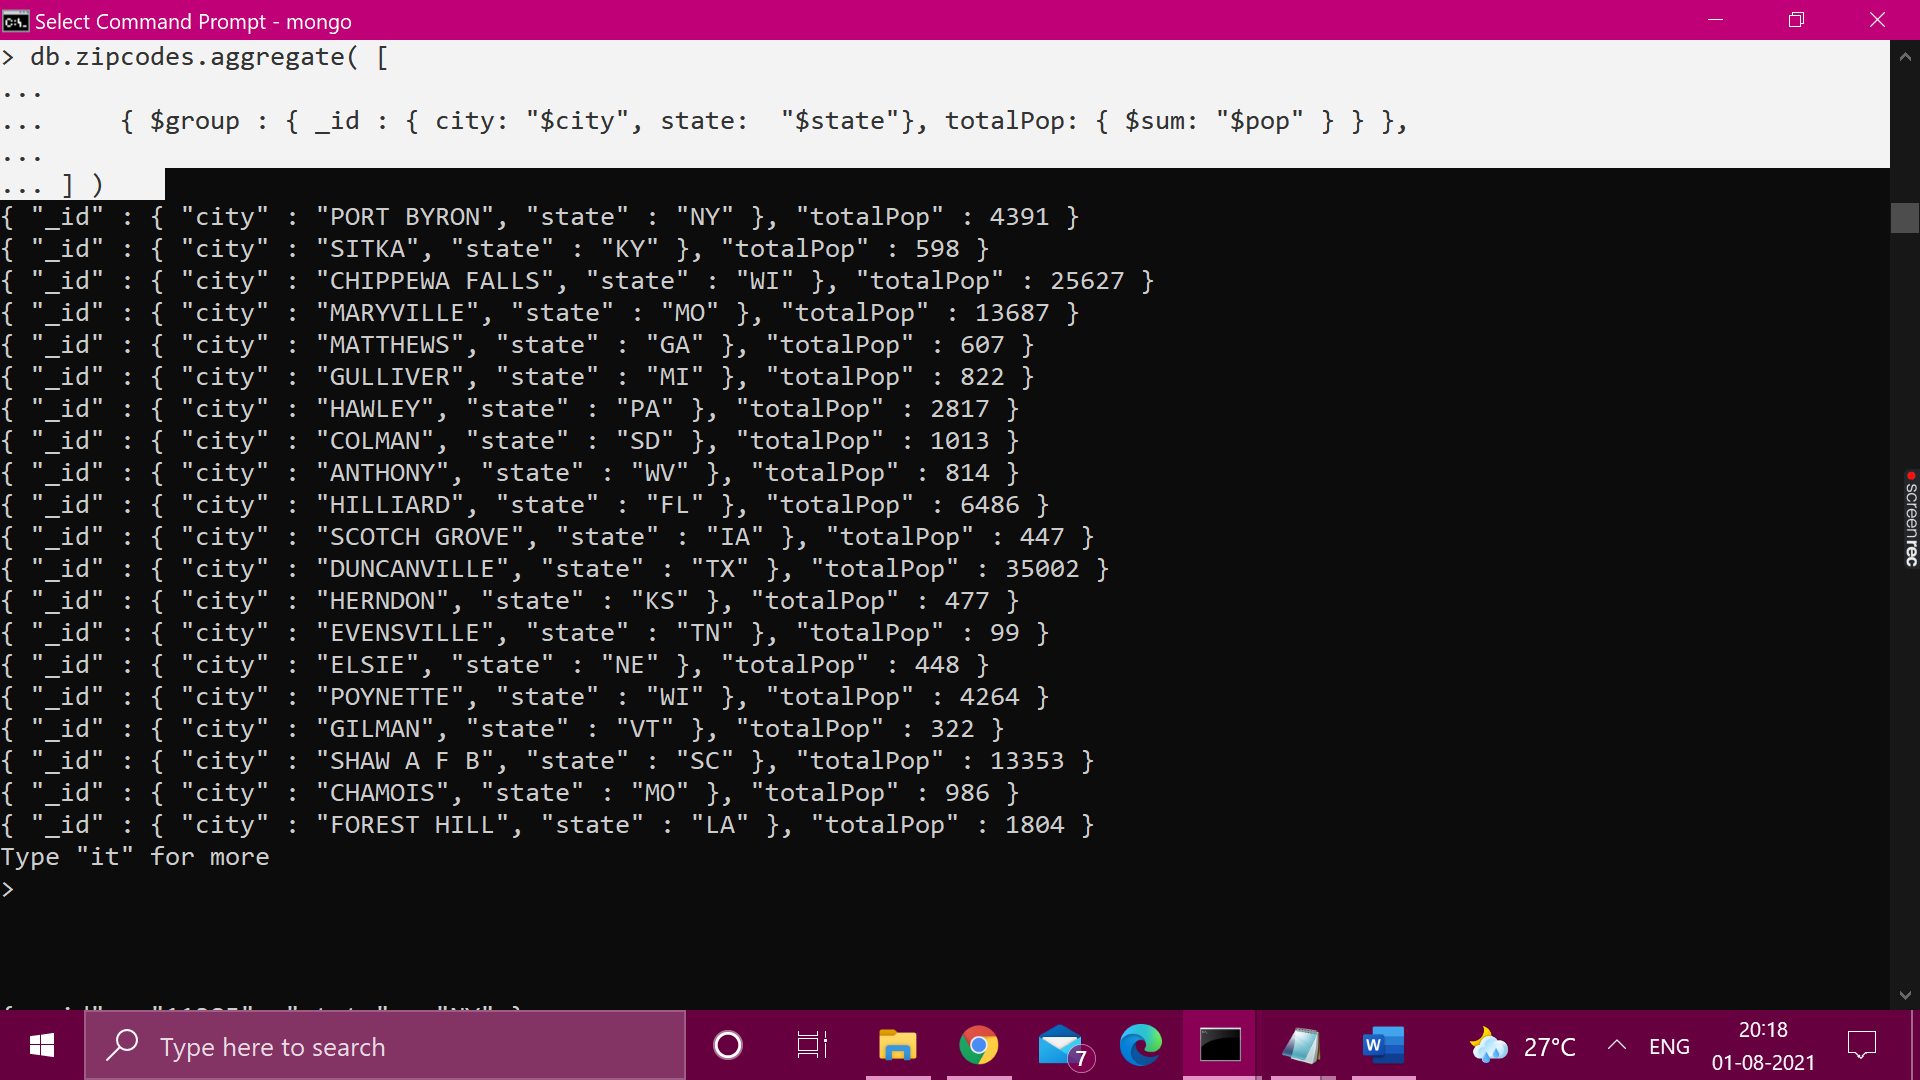 Select Command Prompt - mongo
> db.zipcodes.aggregate( [
...
...     { $group : { _id : { city: "$city", state:  "$state"}, totalPop: { $sum: "$pop" } } },
...
... ] )
{ "_id" : { "city" : "PORT BYRON", "state" : "NY" }, "totalPop" : 4391 }
{ "_id" : { "city" : "SITKA", "state" : "KY" }, "totalPop" : 598 }
{ "_id" : { "city" : "CHIPPEWA FALLS", "state" : "WI" }, "totalPop" : 25627 }
{ "_id" : { "city" : "MARYVILLE", "state" : "MO" }, "totalPop" : 13687 }
{ "_id" : { "city" : "MATTHEWS", "state" : "GA" }, "totalPop" : 607 }
{ "_id" : { "city" : "GULLIVER", "state" : "MI" }, "totalPop" : 822 }
{ "_id" : { "city" : "HAWLEY", "state" : "PA" }, "totalPop" : 2817 }
{ "_id" : { "city" : "COLMAN", "state" : "SD" }, "totalPop" : 1013 }
{ "_id" : { "city" : "ANTHONY", "state" : "WV" }, "totalPop" : 814 }
{ "_id" : { "city" : "HILLIARD", "state" : "FL" }, "totalPop" : 6486 }
{ "_id" : { "city" : "SCOTCH GROVE", "state" : "IA" }, "totalPop" : 447 }
{ "_id" : { "city" : "DUNCANVILLE", "state" : "TX" }, "totalPop" : 35002 }
{ "_id" : { "city" : "HERNDON", "state" : "KS" }, "totalPop" : 477 }
{ "_id" : { "city" : "EVENSVILLE", "state" : "TN" }, "totalPop" : 99 }
{ "_id" : { "city" : "ELSIE", "state" : "NE" }, "totalPop" : 448 }
{ "_id" : { "city" : "POYNETTE", "state" : "WI" }, "totalPop" : 4264 }
{ "_id" : { "city" : "GILMAN", "state" : "VT" }, "totalPop" : 322 }
{ "_id" : { "city" : "SHAW A F B", "state" : "SC" }, "totalPop" : 13353 }
{ "_id" : { "city" : "CHAMOIS", "state" : "MO" }, "totalPop" : 986 }
{ "_id" : { "city" : "FOREST HILL", "state" : "LA" }, "totalPop" : 1804 }
Type "it" for more
>
screenrec
Type here to search
7
W
27°C
ENG
20:18
01-08-2021